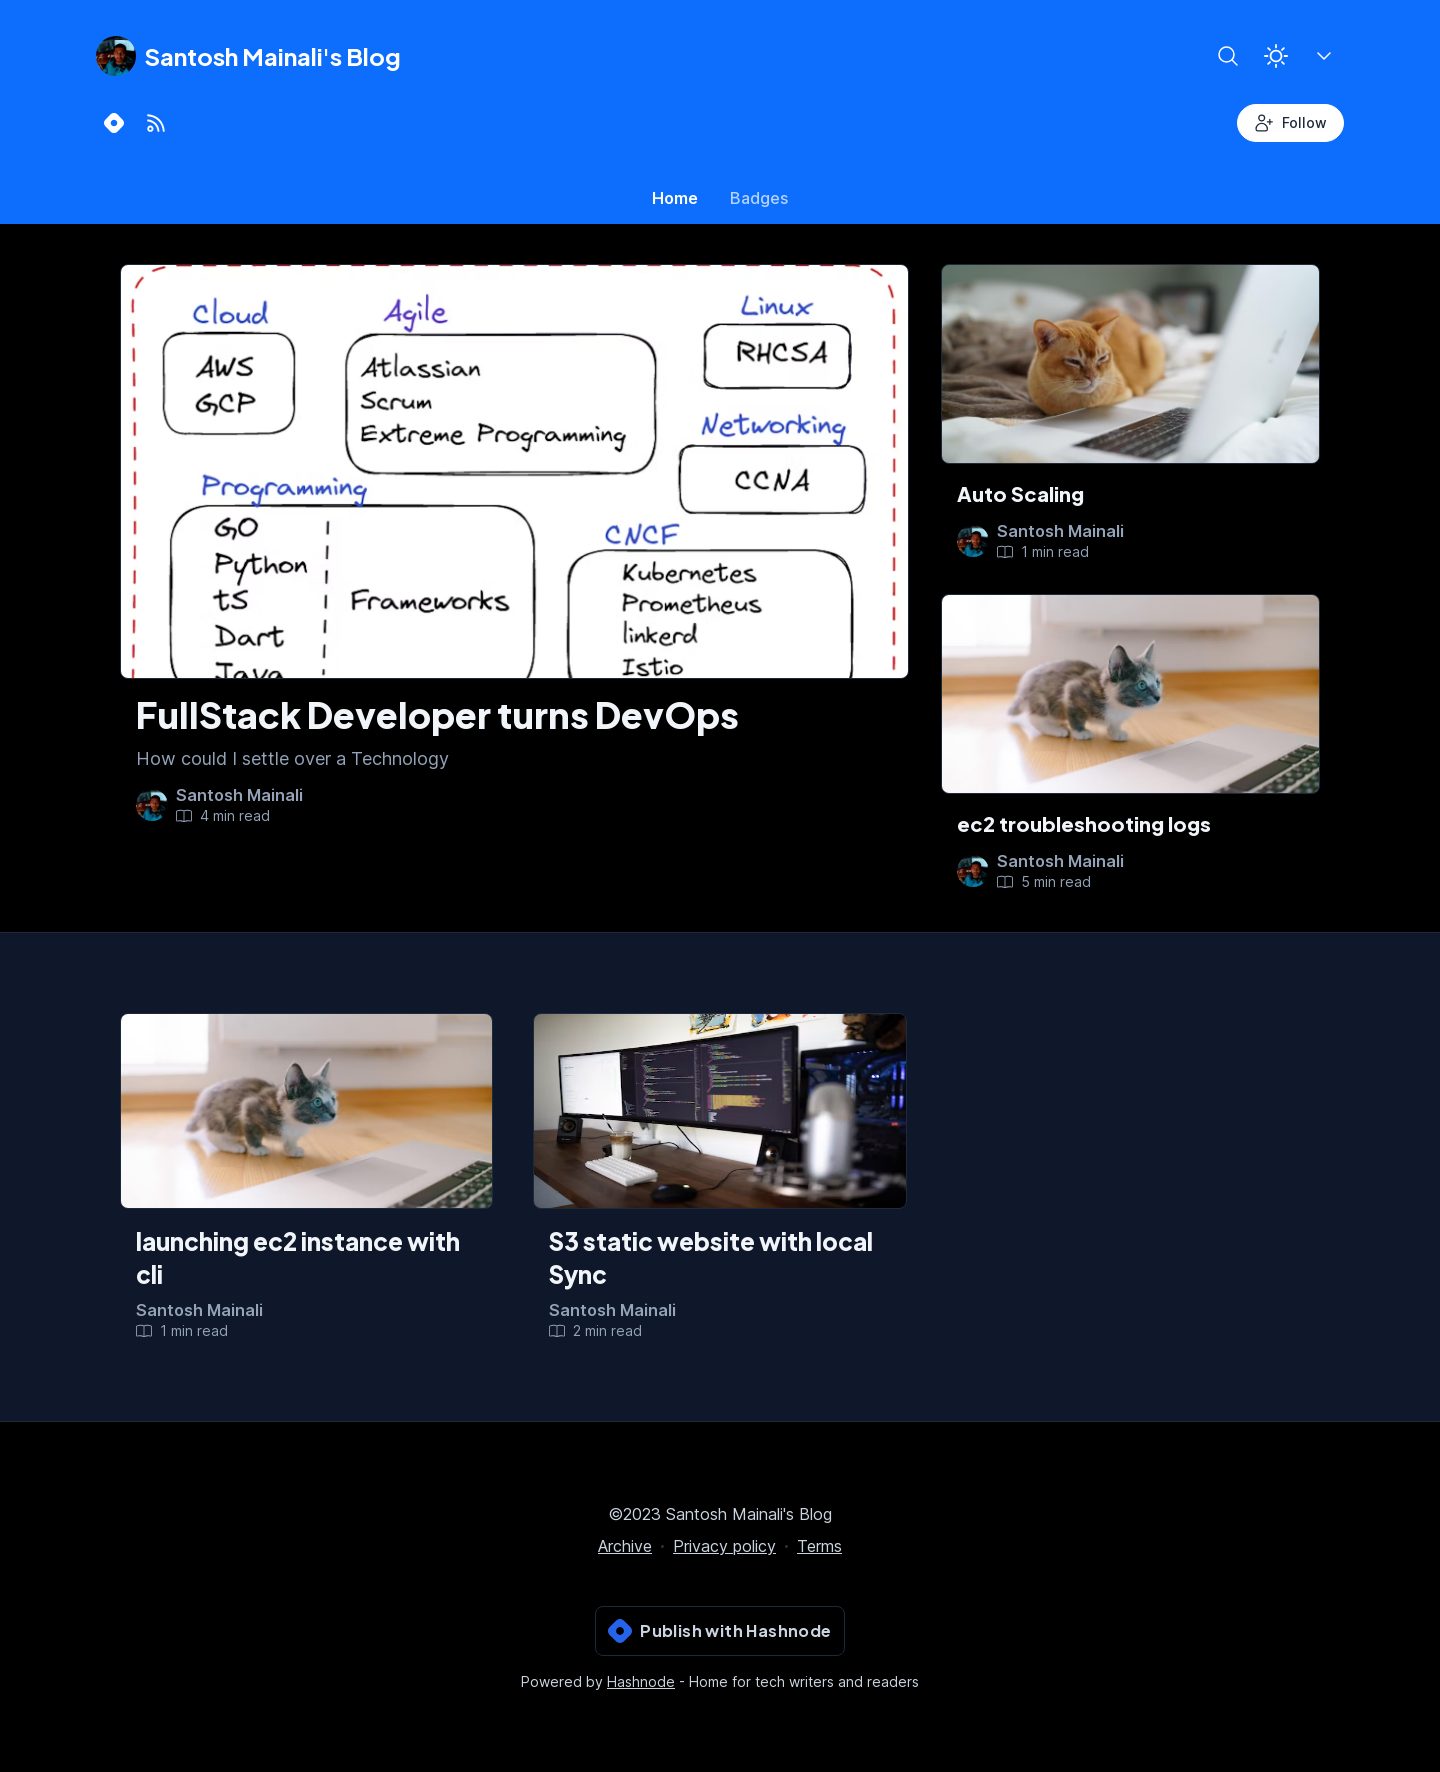 Santosh Mainali's Blog
Follow
Home
Badges
Cloud
AWS
GCP
Agile
Atlassian
Scrum
Extreme Programming
Linux
RHCSA
Networking
CCNA
Programming
GO
Python
tS
Dart
Java
Frameworks
CNCF
Kubernetes
Prometheus
linkerd
Istio
FullStack Developer turns DevOps
How could I settle over a Technology
Santosh Mainali
4 min read
Auto Scaling
Santosh Mainali
1 min read
ec2 troubleshooting logs
Santosh Mainali
5 min read
launching ec2 instance with
cli
Santosh Mainali
1 min read
S3 static website with local
Sync
Santosh Mainali
2 min read
©2023 Santosh Mainali's Blog
Archive · Privacy policy · Terms
Publish with Hashnode
Powered by Hashnode - Home for tech writers and readers